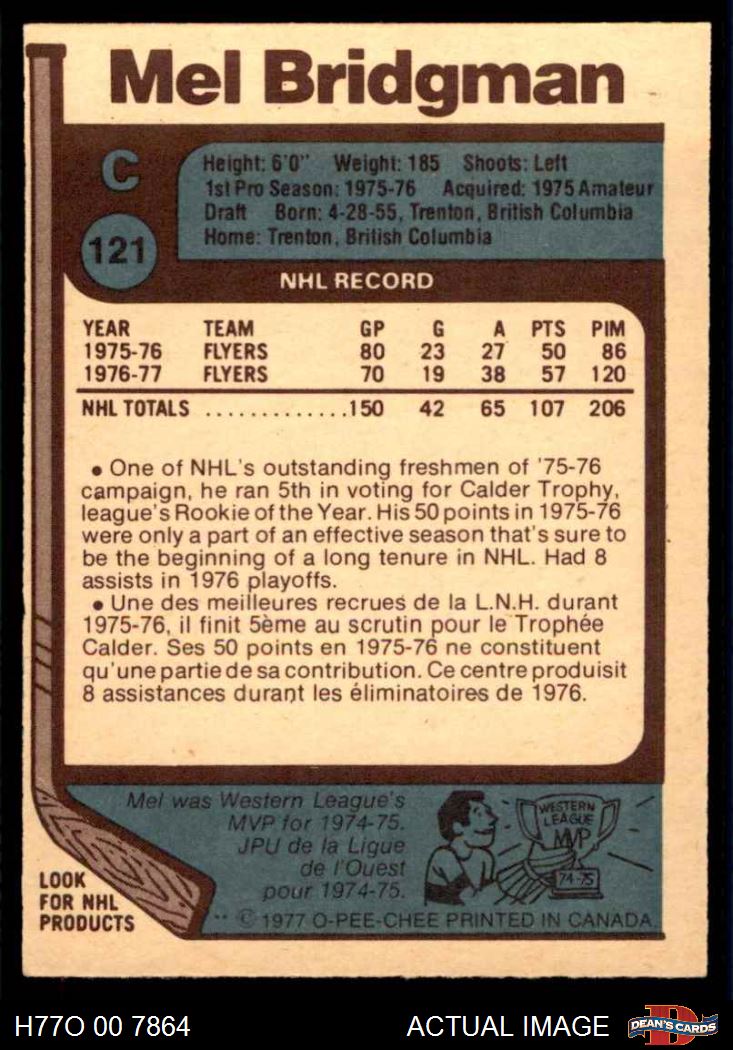 Mel Bridgman
C
121
Height: 6'0" Weight: 185 Shoots: Left
1st Pro Season: 1975-76 Acquired: 1975 Amateur
Draft Born: 4-28-55, Trenton, British Columbia
Home: Trenton, British Columbia
NHL RECORD
YEAR TEAM GP G A PTS PIM
1975-76 FLYERS 80 23 27 50 86
1976-77 FLYERS 70 19 38 57 120
NHL TOTALS .............150 42 65 107 206
• One of NHL's outstanding freshmen of '75-76
campaign, he ran 5th in voting for Calder Trophy,
league's Rookie of the Year. His 50 points in 1975-76
were only a part of an effective season that's sure to
be the beginning of a long tenure in NHL. Had 8
assists in 1976 playoffs.
• Une des meilleures recrues de la L.N.H. durant
1975-76, il finit 5ème au scrutin pour le Trophée
Calder. Ses 50 points en 1975-76 ne constituent
qu'une partie de sa contribution. Ce centre produisit
8 assistances durant les éliminatoires de 1976.
Mel was Western League's
MVP for 1974-75.
JPU de la Ligue
de l'Ouest
pour 1974-75.
WESTERN
LEAGUE
MVP
74-75
LOOK
FOR NHL
PRODUCTS
** © 1977 O-PEE-CHEE PRINTED IN CANADA
H77O 00 7864 ACTUAL IMAGE DEAN'S CARDS